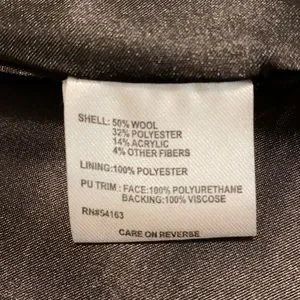 SHELL: 50% WOOL
32% POLYESTER
14% ACRYLIC
4% OTHER FIBERS
LINING: 100% POLYESTER
PU TRIM : FACE:100% POLYURETHANE
BACKING:100% VISCOSE
RN#54163
CARE ON REVERSE